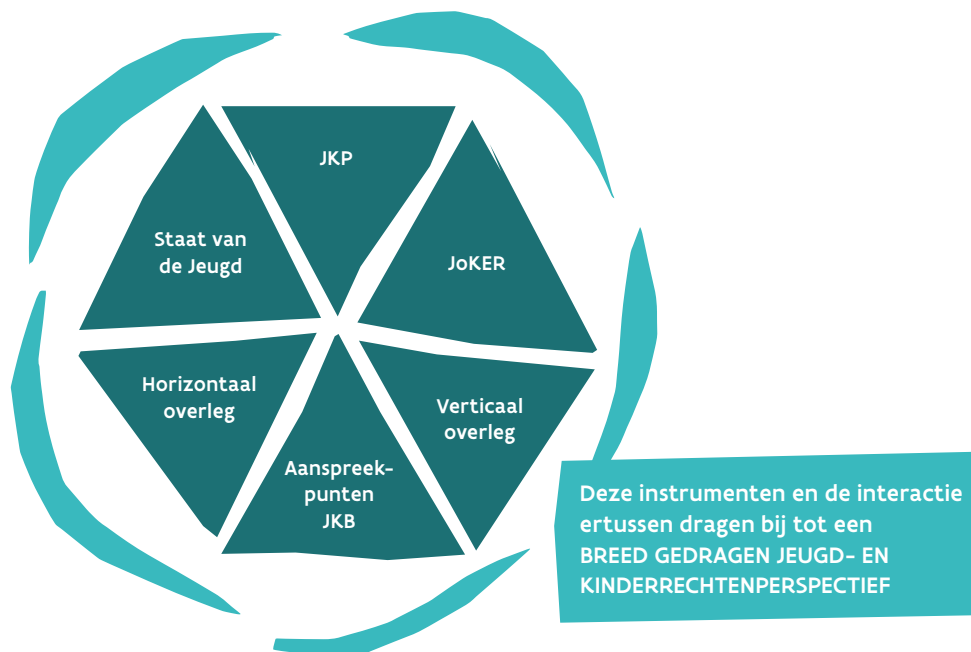 JKP
Staat van
de Jeugd
JoKER
Horizontaal
overleg
Verticaal
overleg
Aanspreek-
punten
JKB
Deze instrumenten en de interactie
ertussen dragen bij tot een
BREED GEDRAGEN JEUGD- EN
KINDERRECHTENPERSPECTIEF